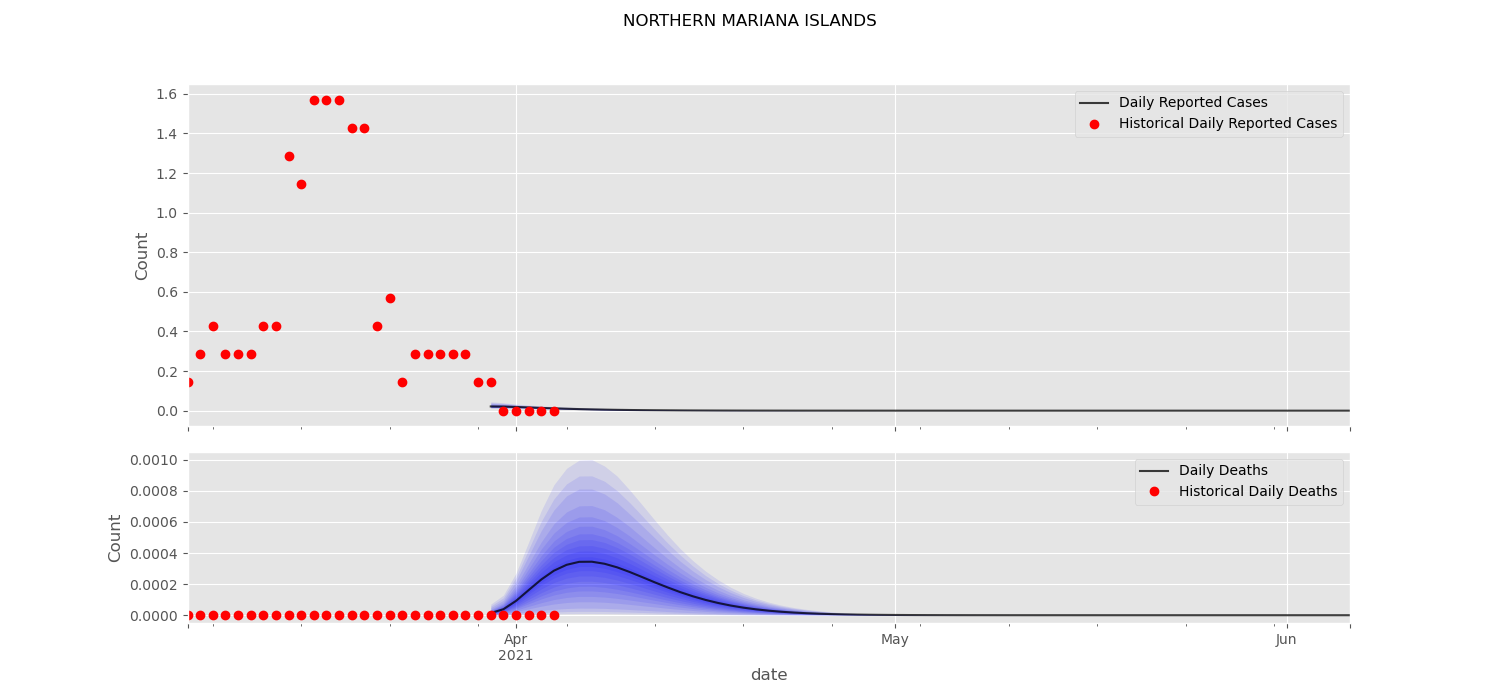 NORTHERN MARIANA ISLANDS
1.6
1.4
1.2
1.0
0.8
0.6
0.4
0.2
0.0
Count
Daily Reported Cases
Historical Daily Reported Cases
0.0010
0.0008
0.0006
0.0004
0.0002
0.0000
Count
Daily Deaths
Historical Daily Deaths
Apr
2021
May
Jun
date